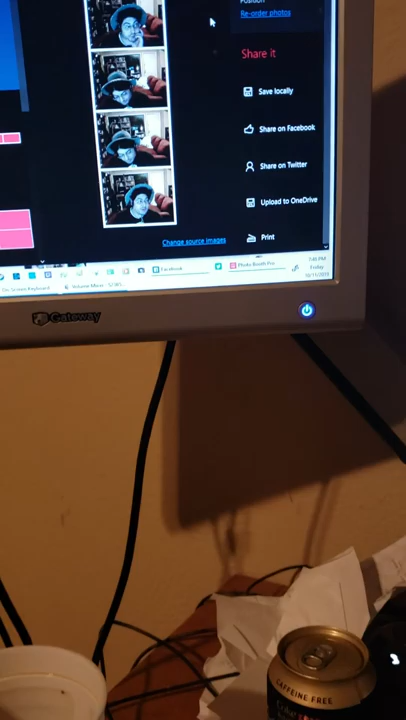 Position
Re-order photos
Share it
Save locally
Share on Facebook
Share on Twitter
Upload to OneDrive
Change source images
Print
Facebook
Photo Booth Pro
Friday
On Screen Keyboard
Volume Mixer
Gateway
CAFFEINE FREE